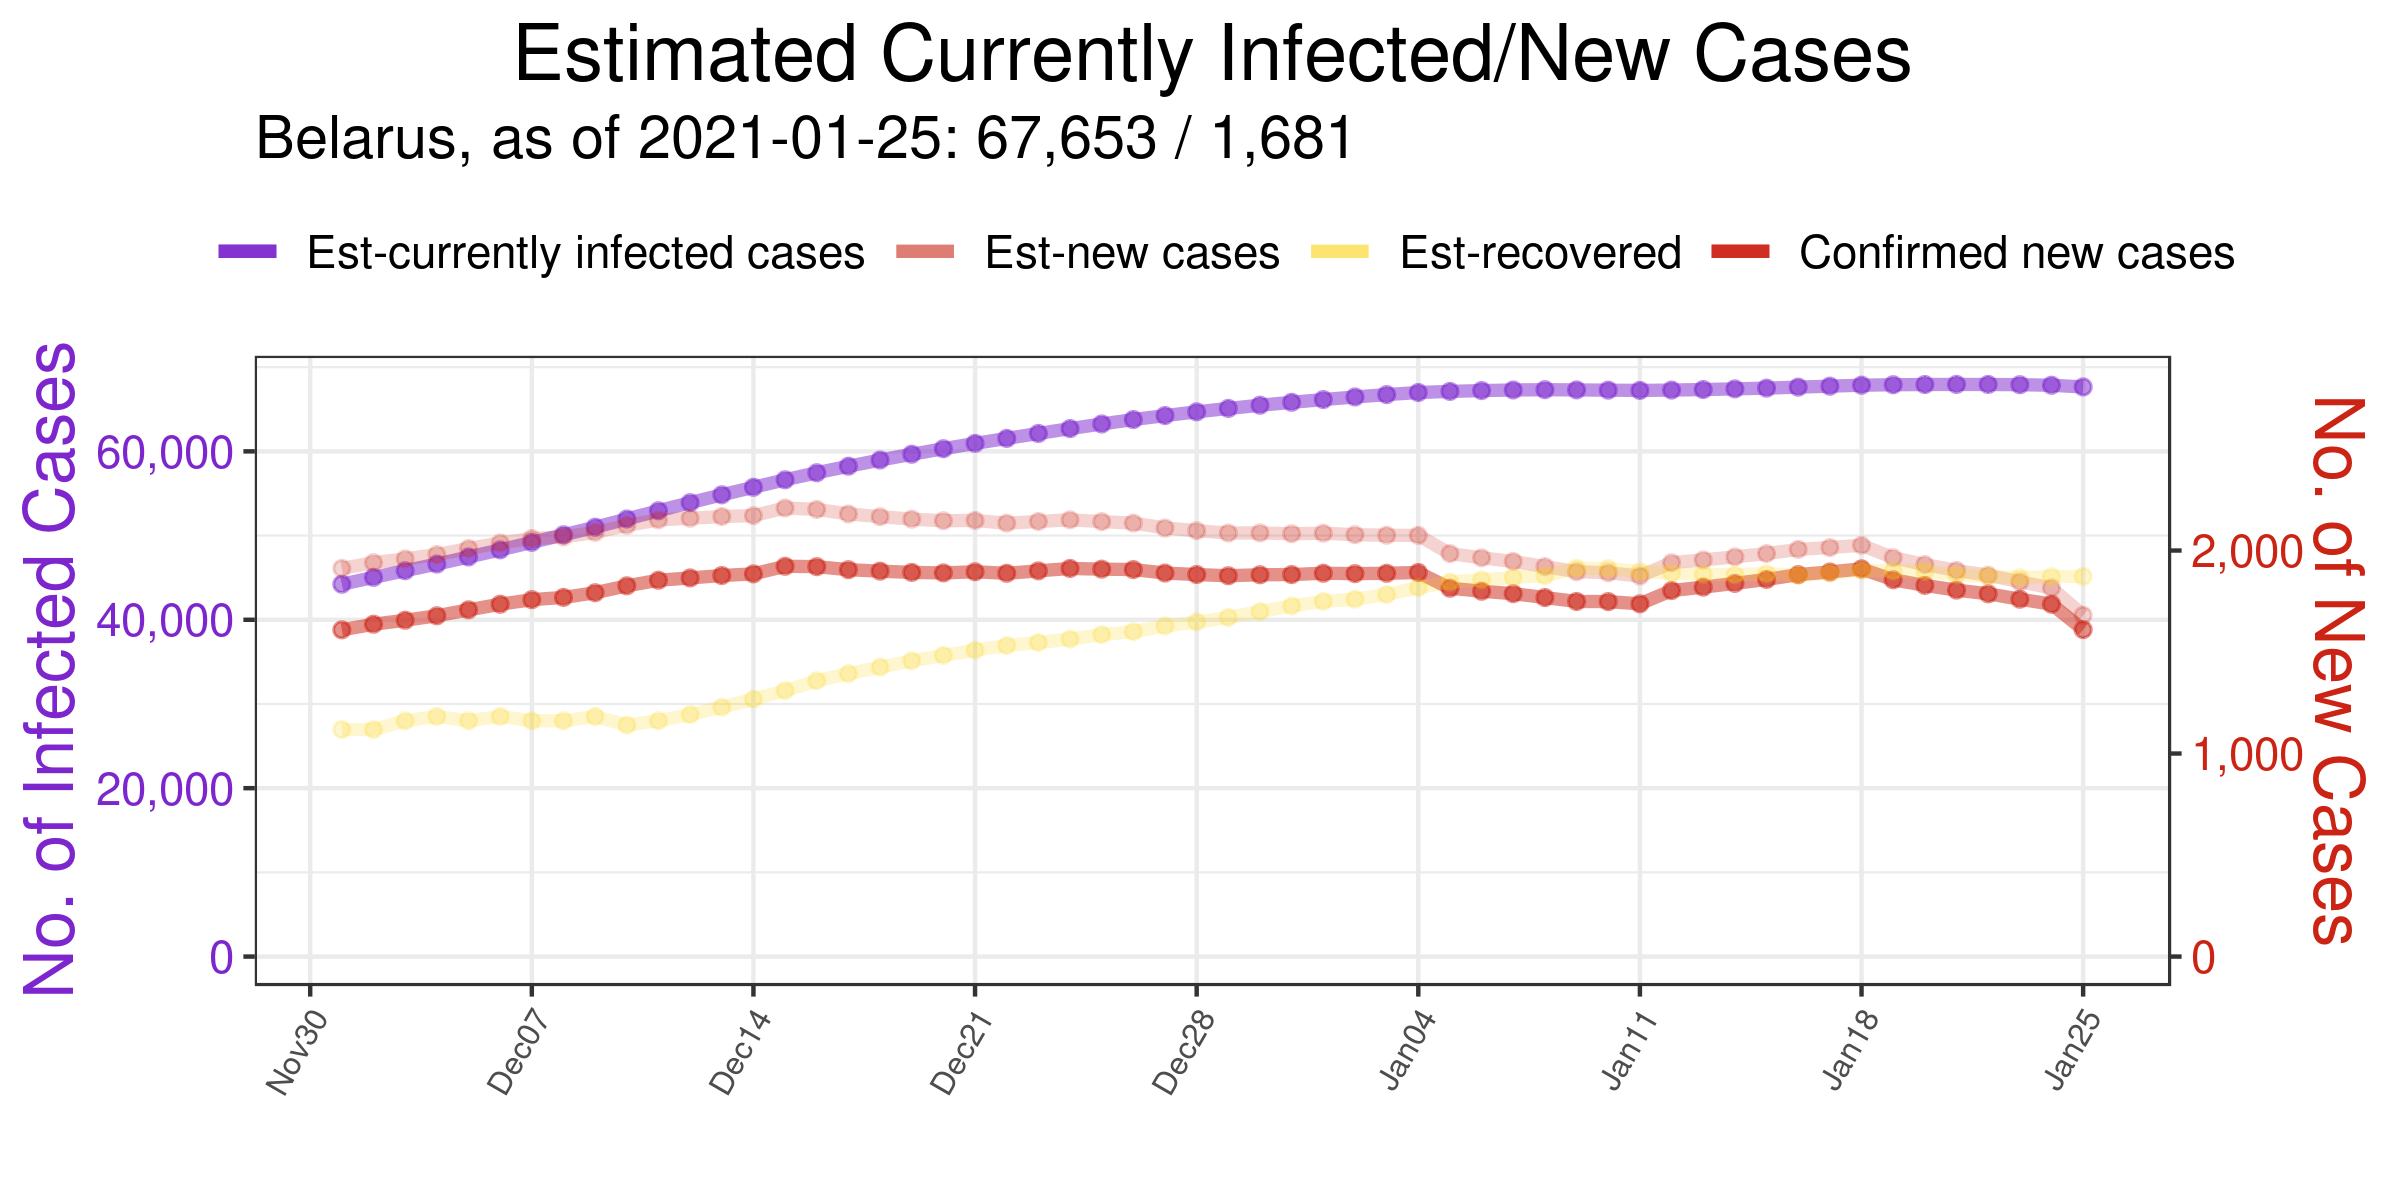 Estimated Currently Infected/New Cases
Belarus, as of 2021-01-25: 67,653 / 1,681
Est-currently infected cases Est-new cases Est-recovered Confirmed new cases
No. of Infected Cases
60,000
40,000
20,000
0
No. of New Cases
2,000
1,000
0
Nov30 Dec07 Dec14 Dec21 Dec28 Jan04 Jan11 Jan18 Jan25